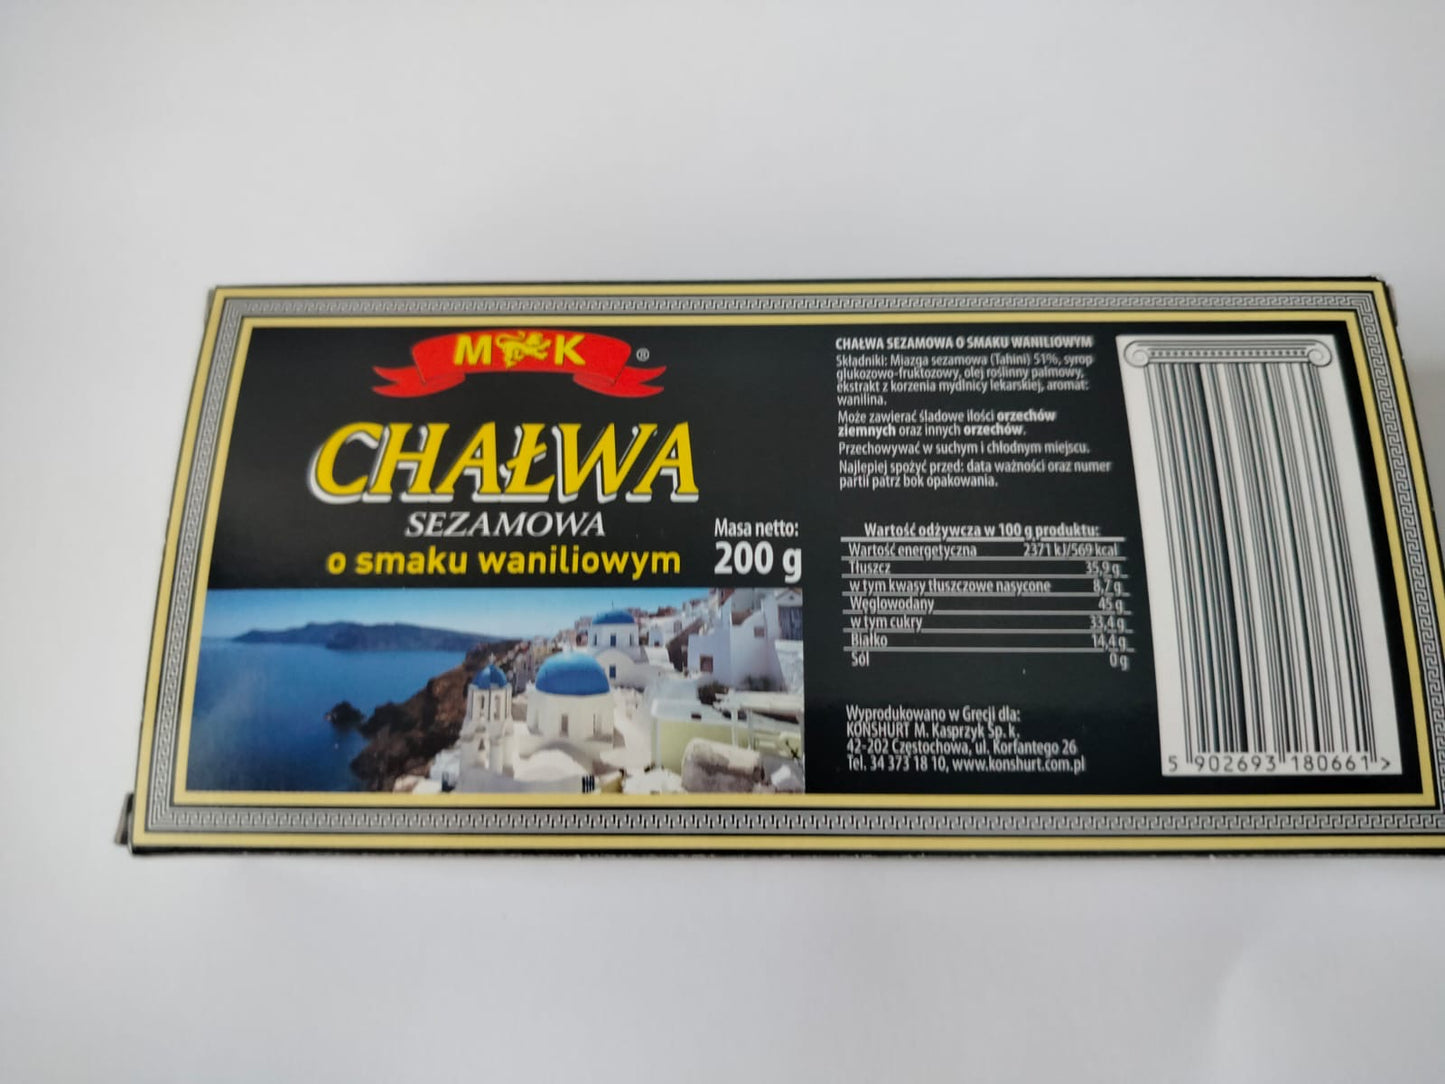 MK ®
CHAŁWA
SEZAMOWA
o smaku waniliowym
Masa netto:
200 g
CHAŁWA SEZAMOWA O SMAKU WANILIOWYM
Składniki: Miazga sezamowa (Tahini) 51%, syrop
glukozowo-fruktozowy, olej roślinny palmowy,
ekstrakt z korzenia mydlnicy lekarskiej, aromat:
wanilina.
Może zawierać śladowe ilości orzechów
ziemnych oraz innych orzechów.
Przechowywać w suchym i chłodnym miejscu.
Najlepiej spożyć przed: data ważności oraz numer
partii patrz bok opakowania.
Wartość odżywcza w 100 g produktu:
Wartość energetyczna 2371 kJ/569 kcal
Tłuszcz 35,9 g
w tym kwasy tłuszczowe nasycone 8,7 g
Węglowodany 45 g
w tym cukry 33,4 g
Białko 14,4 g
Sól 0 g
Wyprodukowano w Grecji dla:
KONSHURT M. Kasprzyk Sp. k.
42-202 Częstochowa, ul. Korfantego 26
Tel. 34 373 18 10, www.konshurt.com.pl
5 902693 180661 >